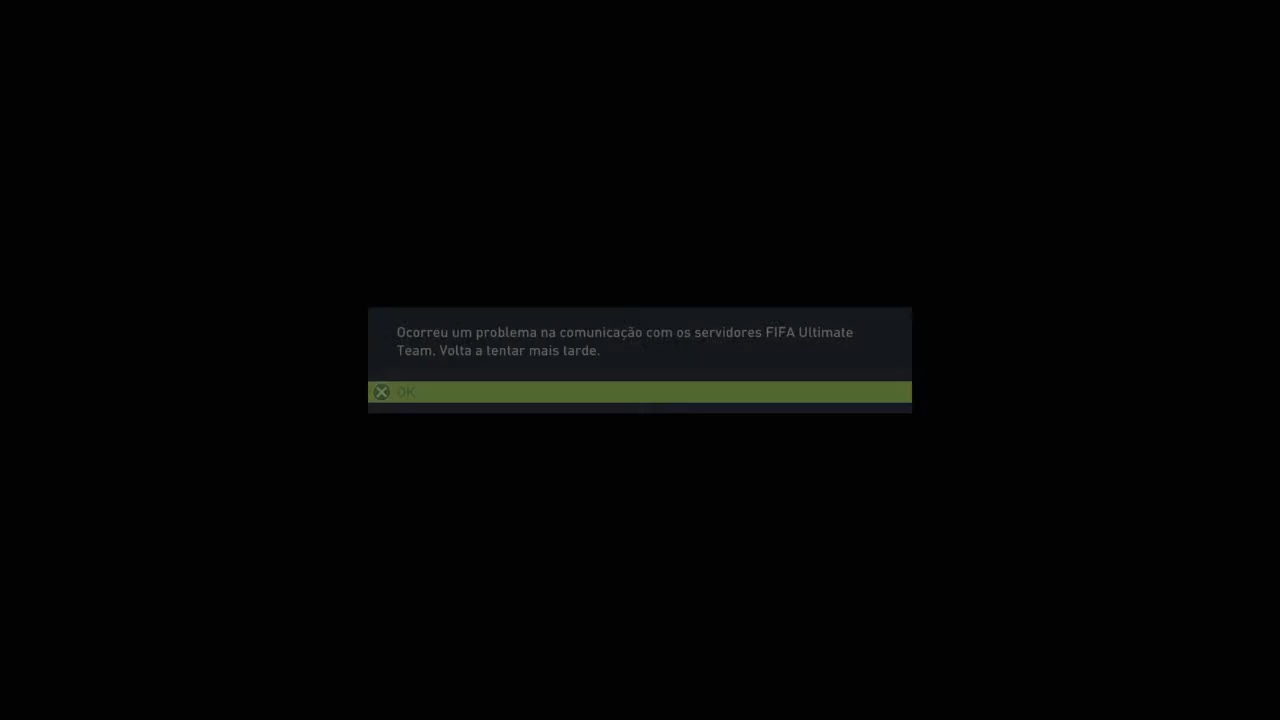 Ocorreu um problema na comunicação com os servidores FIFA Ultimate
Team. Volta a tentar mais tarde.
OK